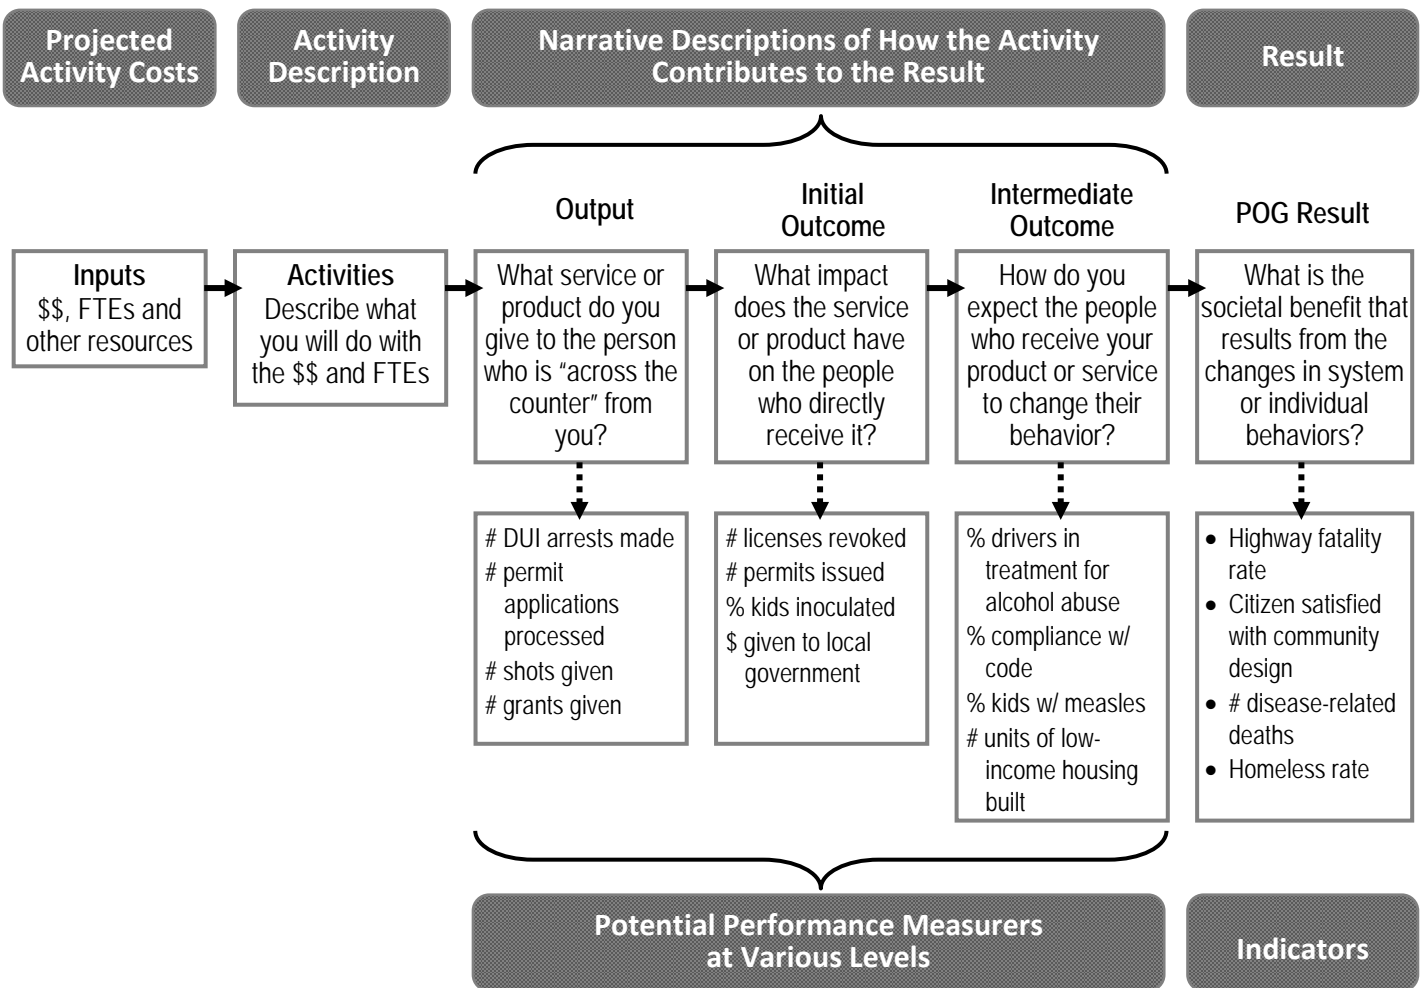 Projected
Activity Costs
Activity
Description
Narrative Descriptions of How the Activity
Contributes to the Result
Result
Output
Initial
Outcome
Intermediate
Outcome
POG Result
Inputs
$$, FTEs and
other resources
Activities
Describe what
you will do with
the $$ and FTEs
What service or
product do you
give to the person
who is “across the
counter” from
you?
What impact
does the service
or product have
on the people
who directly
receive it?
How do you
expect the people
who receive your
product or service
to change their
behavior?
What is the
societal benefit that
results from the
changes in system
or individual
behaviors?
# DUI arrests made
# permit
applications
processed
# shots given
# grants given
# licenses revoked
# permits issued
% kids inoculated
$ given to local
government
% drivers in
treatment for
alcohol abuse
% compliance w/
code
% kids w/ measles
# units of low-
income housing
built
• Highway fatality
rate
• Citizen satisfied
with community
design
• # disease-related
deaths
• Homeless rate
Potential Performance Measurers
at Various Levels
Indicators